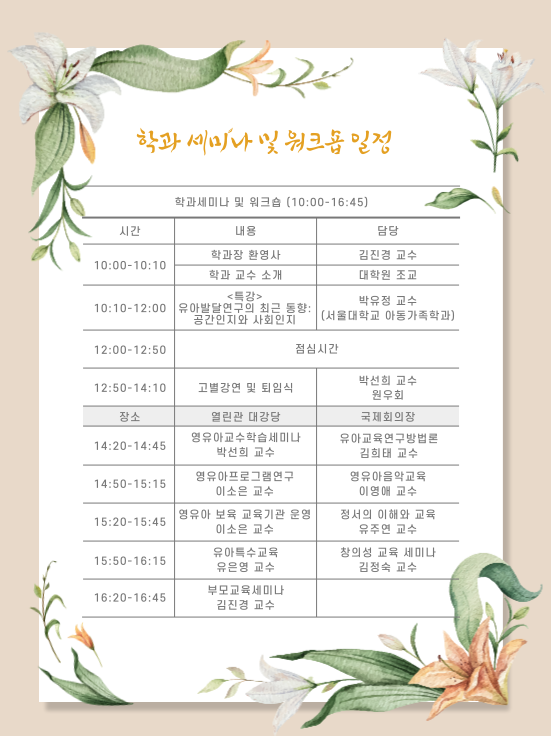 학과 세미나 및 워크숍 일정
학과세미나 및 워크숍 (10:00-16:45)
시간 내용 담당
10:00-10:10 학과장 환영사 김진경 교수
학과 교수 소개 대학원 조교
10:10-12:00 <특강>
유아발달연구의 최근 동향:
공간인지와 사회인지
박유정 교수
(서울대학교 아동가족학과)
12:00-12:50 점심시간
12:50-14:10 고별강연 및 퇴임식
박선희 교수
원우회
장소 열린관 대강당 국제회의장
14:20-14:45
영유아교수학습세미나
박선희 교수
유아교육연구방법론
김희태 교수
14:50-15:15
영유아프로그램연구
이소은 교수
영유아음악교육
이영애 교수
15:20-15:45
영유아 보육 교육기관 운영
이소은 교수
정서의 이해와 교육
유주연 교수
15:50-16:15
유아특수교육
유은영 교수
창의성 교육 세미나
김정숙 교수
16:20-16:45
부모교육세미나
김진경 교수